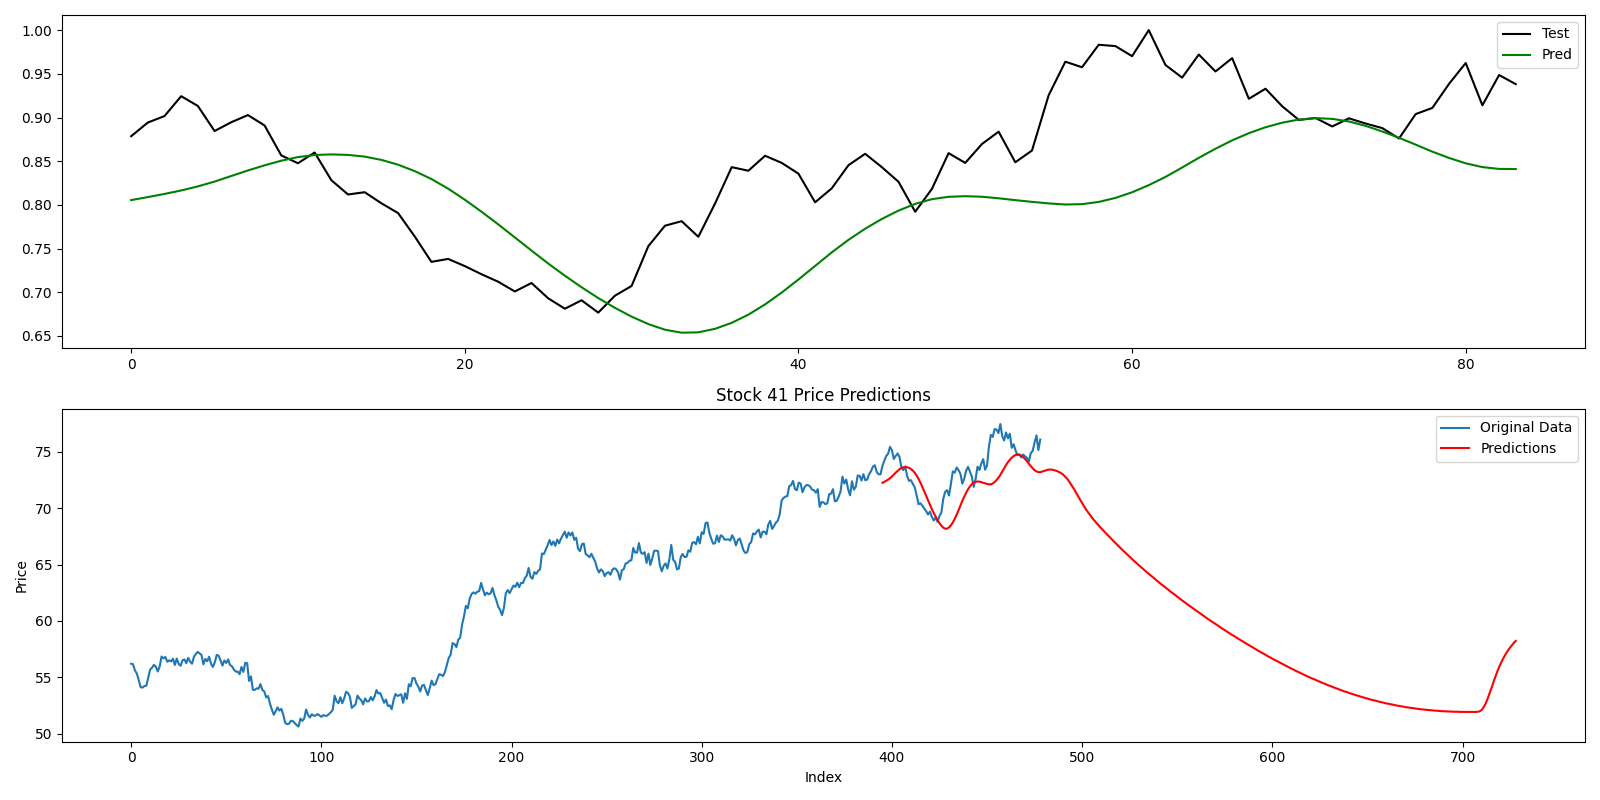 1.00
0.95
0.90
0.85
0.80
0.75
0.70
0.65
Test
Pred
0 20 40 60 80
Stock 41 Price Predictions
Price
75
70
65
60
55
50
Original Data
Predictions
0 100 200 300 400 500 600 700
Index